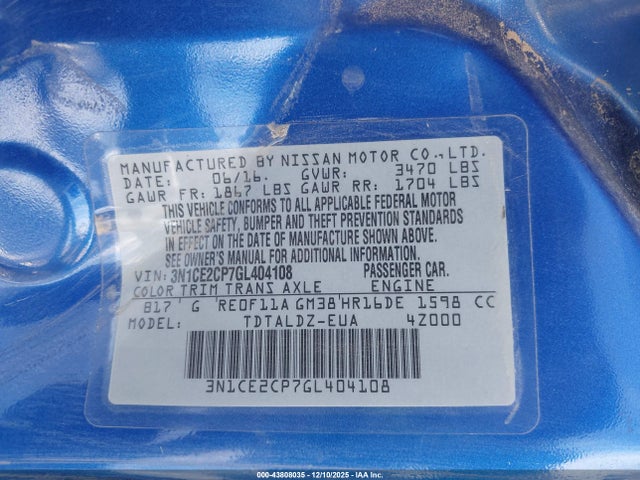 MANUFACTURED BY NISSAN MOTOR CO.,LTD.
DATE: 06/16. GVWR: 3470 LBS
GAWR FR: 1867 LBS GAWR RR: 1704 LBS
THIS VEHICLE CONFORMS TO ALL APPLICABLE FEDERAL MOTOR
VEHICLE SAFETY, BUMPER AND THEFT PREVENTION STANDARDS
IN EFFECT ON THE DATE OF MANUFACTURE SHOWN ABOVE.
SEE OWNER'S MANUAL FOR ADDITIONAL INFORMATION.
VIN: 3N1CE2CP7GL404108 PASSENGER CAR.
COLOR TRIM TRANS AXLE ENGINE
B17 G RE0F11A GM38 HR16DE 1598 CC
MODEL: TDTALDZ-EUA 4Z000
3N1CE2CP7GL404108
000-43808035 - 12/10/2025 - IAA Inc.